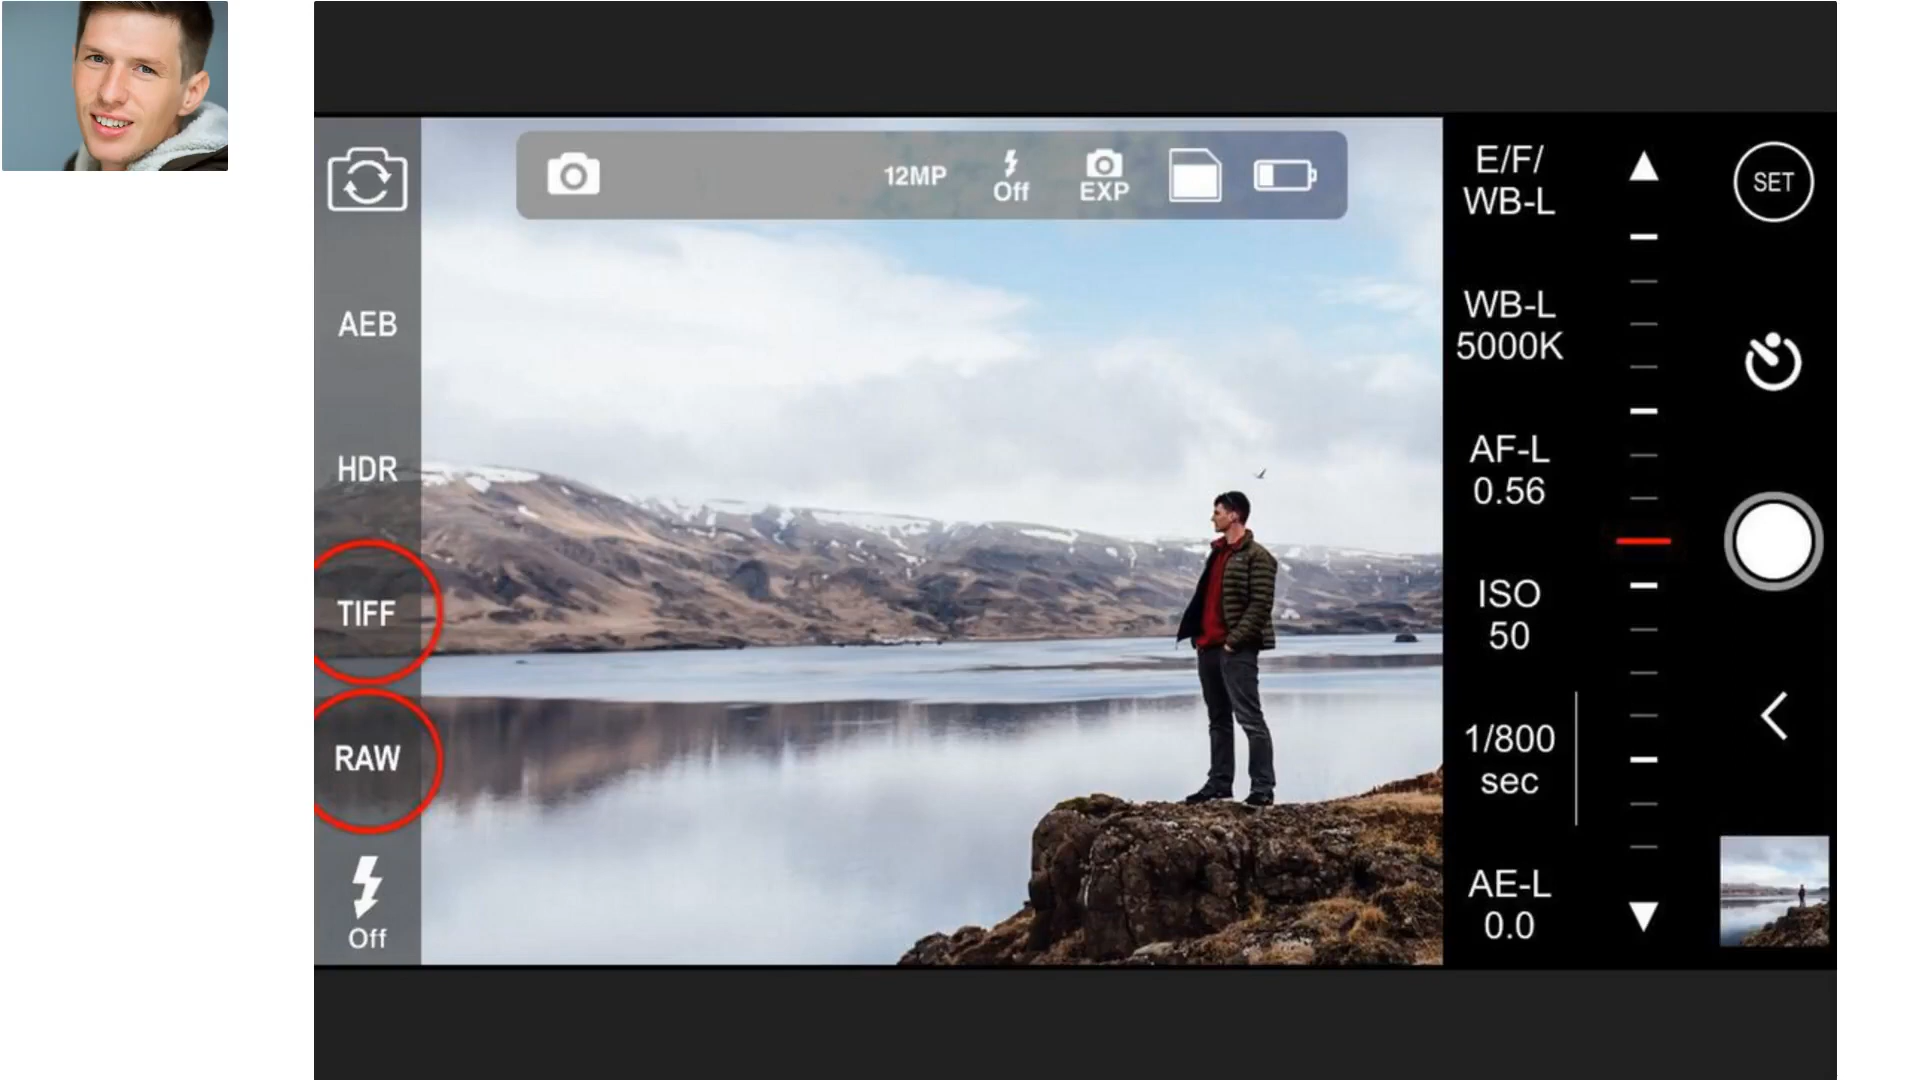 12MP
Off
EXP
AEB
HDR
TIFF
RAW
Off
E/F/
WB-L
WB-L
5000K
AF-L
0.56
ISO
50
1/800
sec
AE-L
0.0
SET